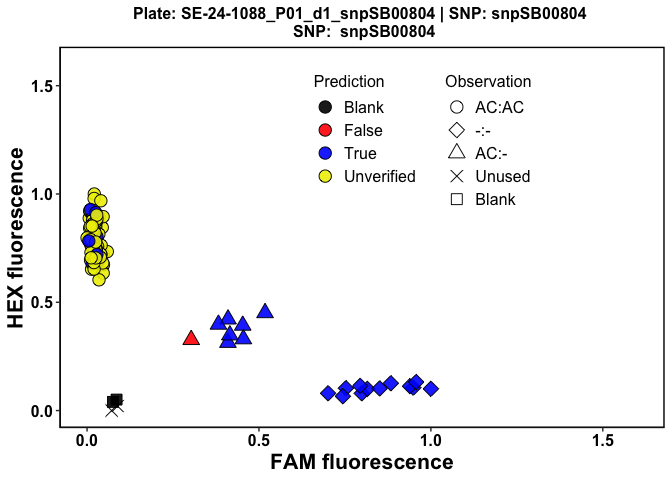 Plate: SE-24-1088_P01_d1_snpSB00804 | SNP: snpSB00804
SNP:  snpSB00804
Prediction
Blank
False
True
Unverified
Observation
AC:AC
-:-
AC:-
Unused
Blank
HEX fluorescence
1.5
1.0
0.5
0.0
0.0
0.5
1.0
1.5
FAM fluorescence